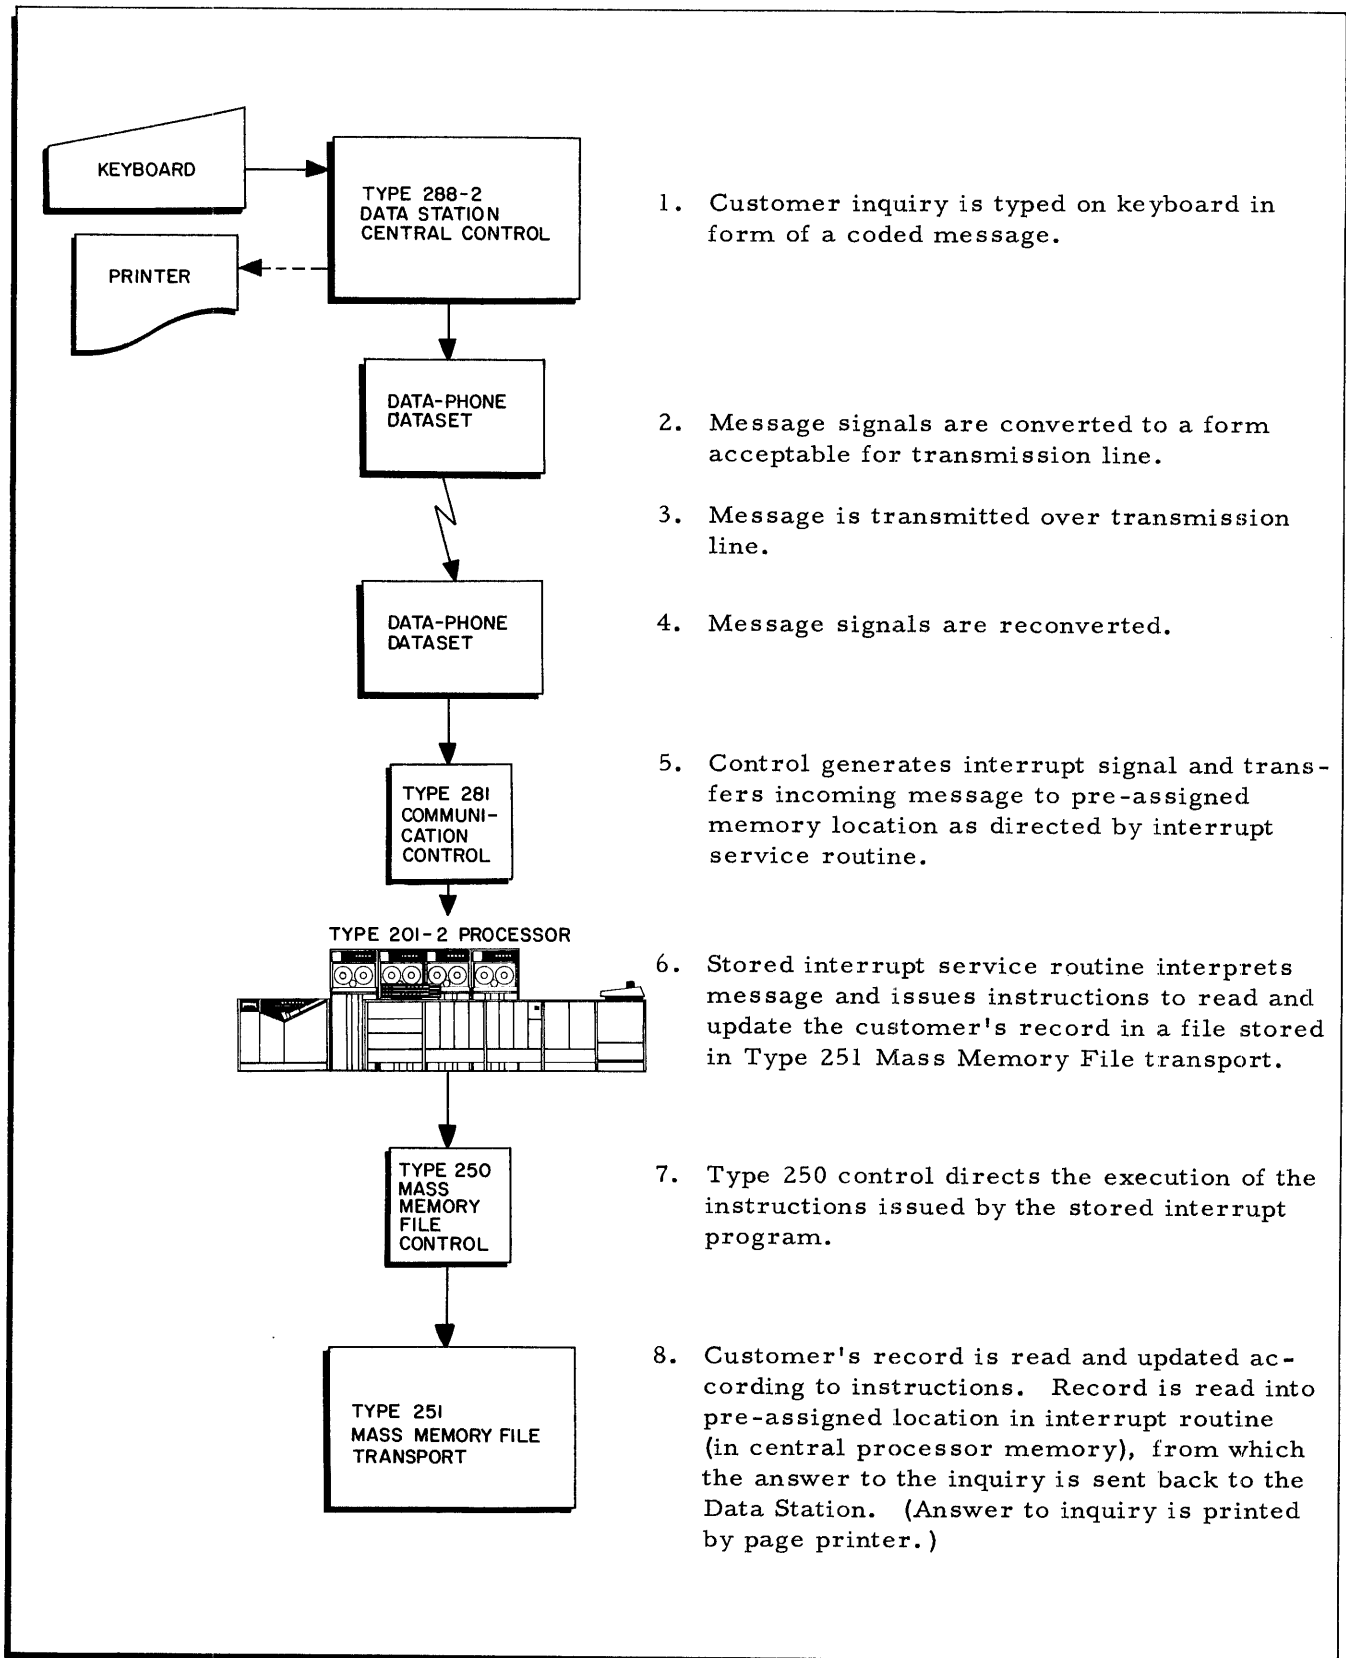 KEYBOARD
PRINTER
TYPE 288-2
DATA STATION
CENTRAL CONTROL
1. Customer inquiry is typed on keyboard in
form of a coded message.
DATA-PHONE
DATASET
2. Message signals are converted to a form
acceptable for transmission line.
3. Message is transmitted over transmission
line.
DATA-PHONE
DATASET
4. Message signals are reconverted.
TYPE 281
COMMUNI-
CATION
CONTROL
5. Control generates interrupt signal and trans-
fers incoming message to pre-assigned
memory location as directed by interrupt
service routine.
TYPE 201-2 PROCESSOR
6. Stored interrupt service routine interprets
message and issues instructions to read and
update the customer's record in a file stored
in Type 251 Mass Memory File transport.
TYPE 250
MASS
MEMORY
FILE
CONTROL
7. Type 250 control directs the execution of the
instructions issued by the stored interrupt
program.
TYPE 251
MASS MEMORY FILE
TRANSPORT
8. Customer's record is read and updated ac-
cording to instructions. Record is read into
pre-assigned location in interrupt routine
(in central processor memory), from which
the answer to the inquiry is sent back to the
Data Station. (Answer to inquiry is printed
by page printer.)